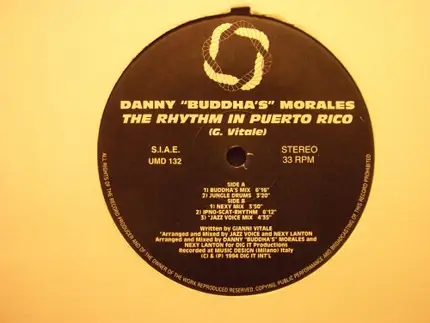 DANNY "BUDDHA'S" MORALES
THE RHYTHM IN PUERTO RICO
(G. Vitale)
S.I.A.E.
UMD 132
STEREO
33 RPM
SIDE A
1) BUDDHA'S MIX 6'16"
2) JUNGLE DRUMS 3'20"
SIDE B
1) NEXY MIX 3'50"
2) IPNO-SCAT-RHYTHM 6'12"
3) *JAZZ VOICE MIX 4'35"
Written by GIANNI VITALE
*Arranged and Mixed by JAZZ VOICE and NEXY LANTON
Arranged and Mixed by DANNY "BUDDHA'S" MORALES and
NEXY LANTON for DIG IT Productions
Recorded at MUSIC DESIGN (Milano) Italy
(C) & (P) 1994 DIG IT INT'L
ALL RIGHTS OF THE RECORD PRODUCER AND OF THE OWNER OF THE WORK REPRODUCED RESERVED. COPYING, PUBLIC PERFORMANCE AND BROADCASTING OF THIS RECORD PROHIBITED